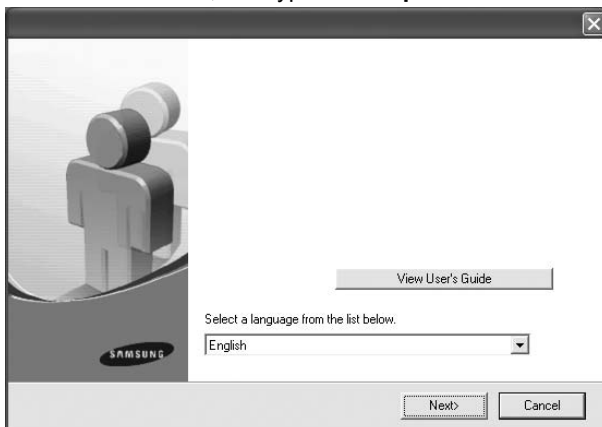 View User's Guide
Select a language from the list below.
English
SAMSUNG
Next>
Cancel